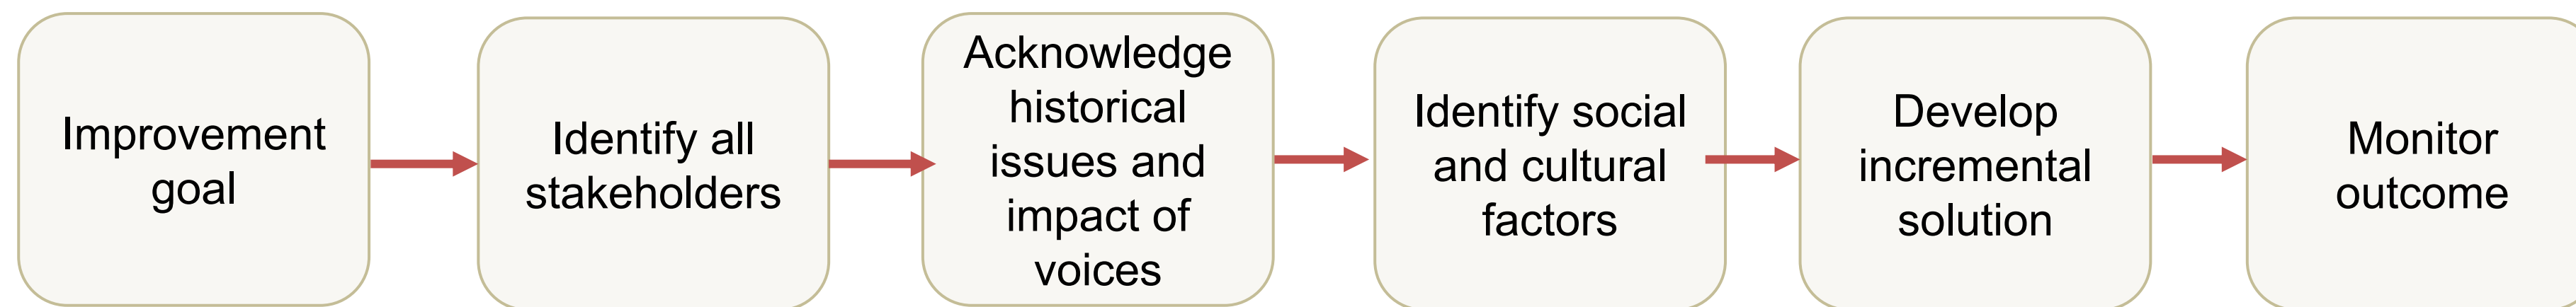 Improvement
goal
Identify all
stakeholders
Acknowledge
historical
issues and
impact of
voices
Identify social
and cultural
factors
Develop
incremental
solution
Monitor
outcome